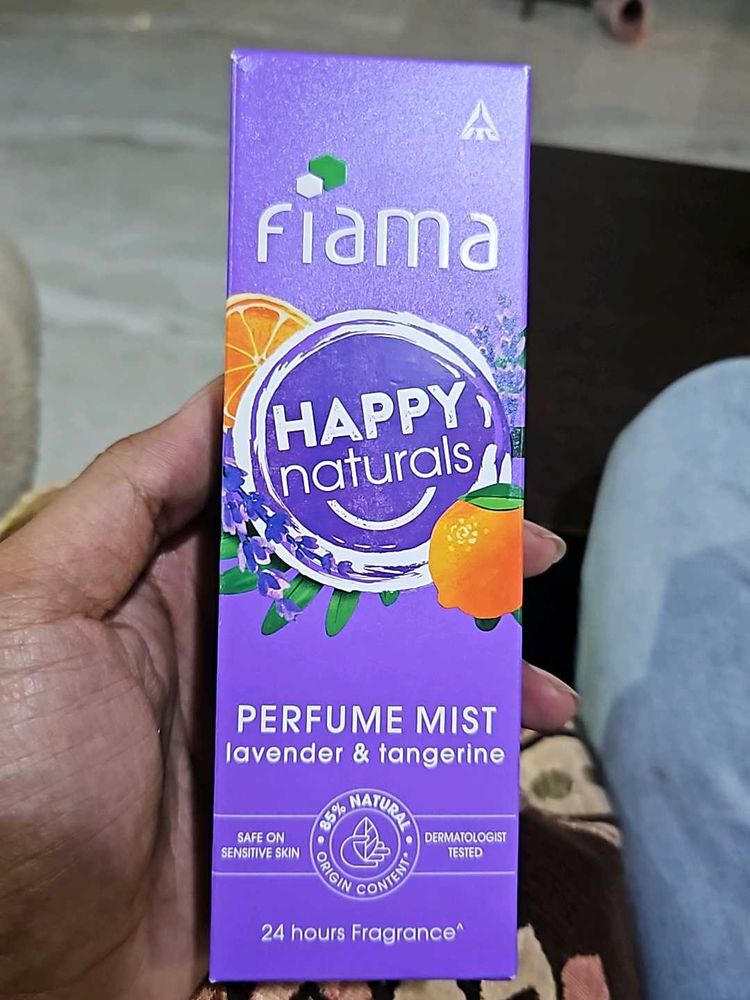 ITC
fiama
HAPPY
naturals
PERFUME MIST
lavender & tangerine
85% NATURAL
ORIGIN CONTENT*
SAFE ON
SENSITIVE SKIN
DERMATOLOGIST
TESTED
24 hours Fragrance^